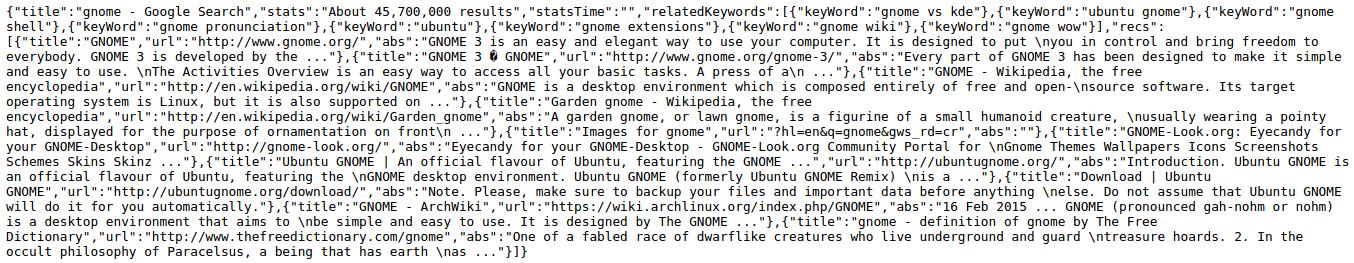 {"title":"gnome - Google Search","stats":"About 45,700,000 results","statsTime":"","relatedKeywords":[{"keyWord":"gnome vs kde"},{"keyWord":"ubuntu gnome"},{"keyWord":"gnome
shell"},{"keyWord":"gnome pronunciation"},{"keyWord":"ubuntu"},{"keyWord":"gnome extensions"},{"keyWord":"gnome wiki"},{"keyWord":"gnome wow"}],"recs":
[{"title":"GNOME","url":"http://www.gnome.org/","abs":"GNOME 3 is an easy and elegant way to use your computer. It is designed to put \nyou in control and bring freedom to
everybody. GNOME 3 is developed by the ..."},{"title":"GNOME 3 � GNOME","url":"http://www.gnome.org/gnome-3/","abs":"Every part of GNOME 3 has been designed to make it simple
and easy to use. \nThe Activities Overview is an easy way to access all your basic tasks. A press of a\n ..."},{"title":"GNOME - Wikipedia, the free
encyclopedia","url":"http://en.wikipedia.org/wiki/GNOME","abs":"GNOME is a desktop environment which is composed entirely of free and open-\nsource software. Its target
operating system is Linux, but it is also supported on ..."},{"title":"Garden gnome - Wikipedia, the free
encyclopedia","url":"http://en.wikipedia.org/wiki/Garden_gnome","abs":"A garden gnome, or lawn gnome, is a figurine of a small humanoid creature, \nusually wearing a pointy
hat, displayed for the purpose of ornamentation on front\n ..."},{"title":"Images for gnome","url":"?hl=en&q=gnome&gws_rd=cr","abs":""},{"title":"GNOME-Look.org: Eyecandy for
your GNOME-Desktop","url":"http://gnome-look.org/","abs":"Eyecandy for your GNOME-Desktop - GNOME-Look.org Community Portal for \nGnome Themes Wallpapers Icons Screenshots
Schemes Skins Skinz ..."},{"title":"Ubuntu GNOME | An official flavour of Ubuntu, featuring the GNOME ...","url":"http://ubuntugnome.org/","abs":"Introduction. Ubuntu GNOME is
an official flavour of Ubuntu, featuring the \nGNOME desktop environment. Ubuntu GNOME (formerly Ubuntu GNOME Remix) \nis a ..."},{"title":"Download | Ubuntu
GNOME","url":"http://ubuntugnome.org/download/","abs":"Note. Please, make sure to backup your files and important data before anything \nelse. Do not assume that Ubuntu GNOME
will do it for you automatically."},{"title":"GNOME - ArchWiki","url":"https://wiki.archlinux.org/index.php/GNOME","abs":"16 Feb 2015 ... GNOME (pronounced gah-nohm or nohm)
is a desktop environment that aims to \nbe simple and easy to use. It is designed by The GNOME ..."},{"title":"gnome - definition of gnome by The Free
Dictionary","url":"http://www.thefreedictionary.com/gnome","abs":"One of a fabled race of dwarflike creatures who live underground and guard \ntreasure hoards. 2. In the
occult philosophy of Paracelsus, a being that has earth \nas ..."}]}